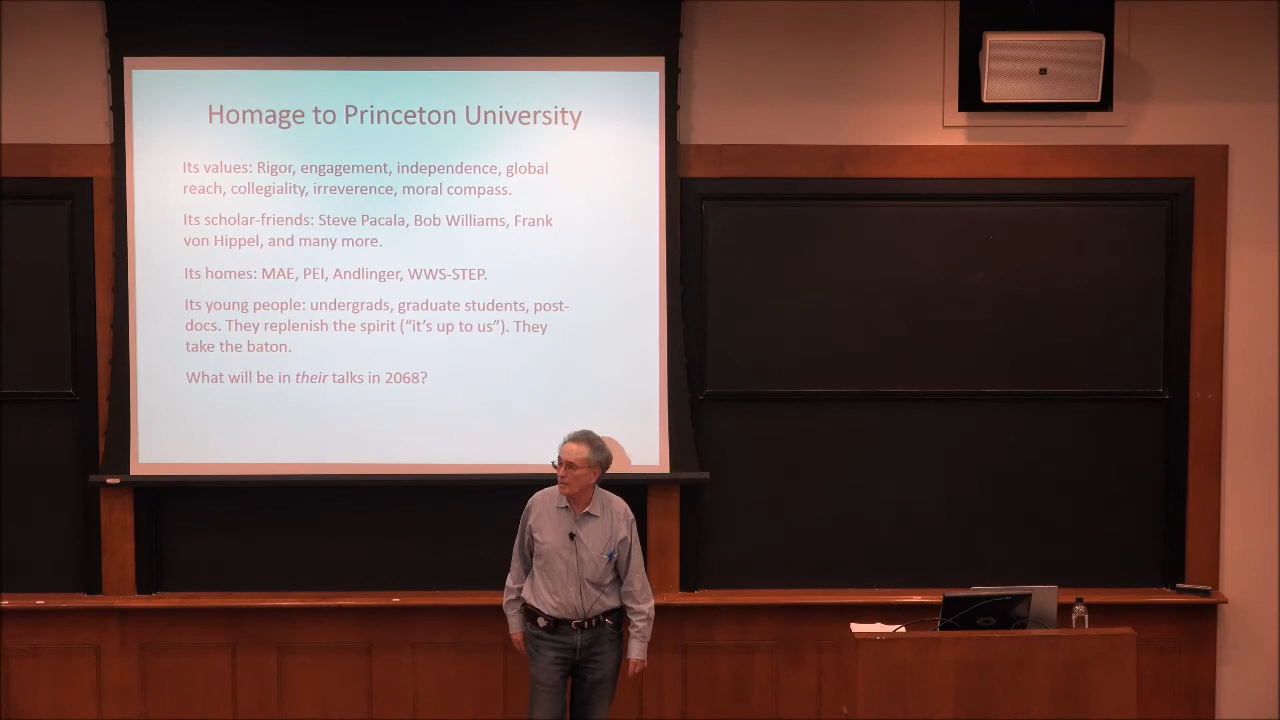 Homage to Princeton University
Its values: Rigor, engagement, independence, global
reach, collegiality, irreverence, moral compass.
Its scholar-friends: Steve Pacala, Bob Williams, Frank
von Hippel, and many more.
Its homes: MAE, PEI, Andlinger, WWS-STEP.
Its young people: undergrads, graduate students, post-
docs. They replenish the spirit (“it’s up to us”). They
take the baton.
What will be in their talks in 2068?